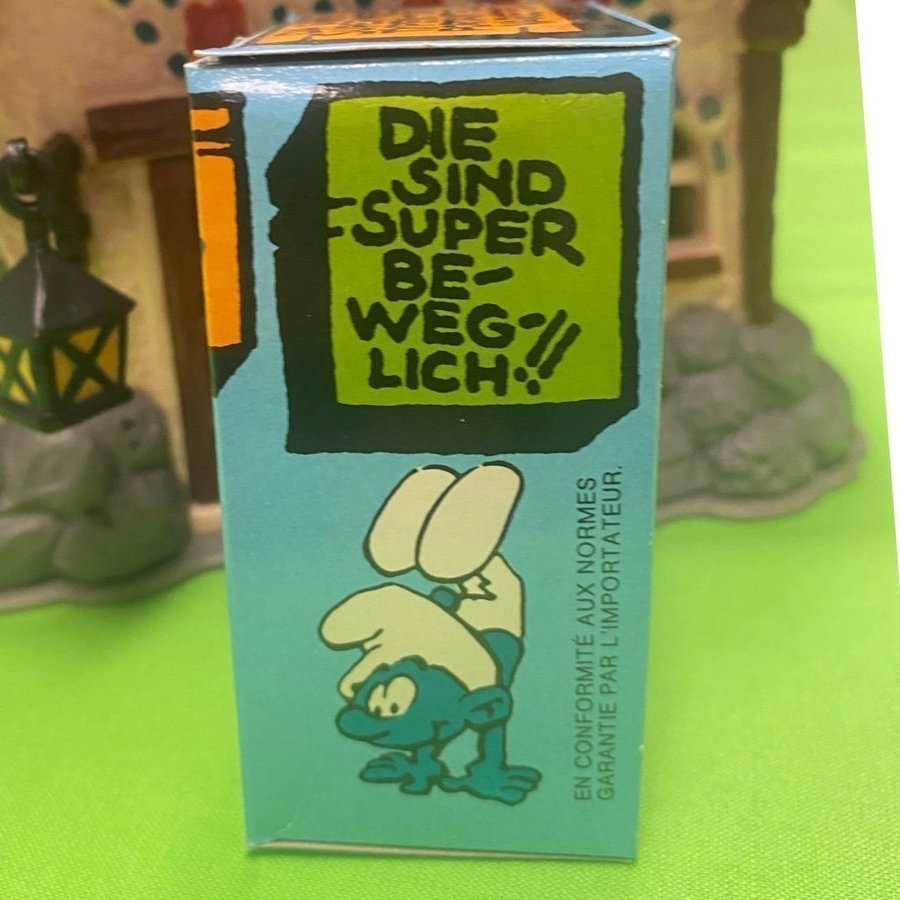 DIE
SIND
SUPER
BE-
WEG-
LICH!!
EN CONFORMITÉ AUX NORMES
GARANTIE PAR L'IMPORTATEUR.